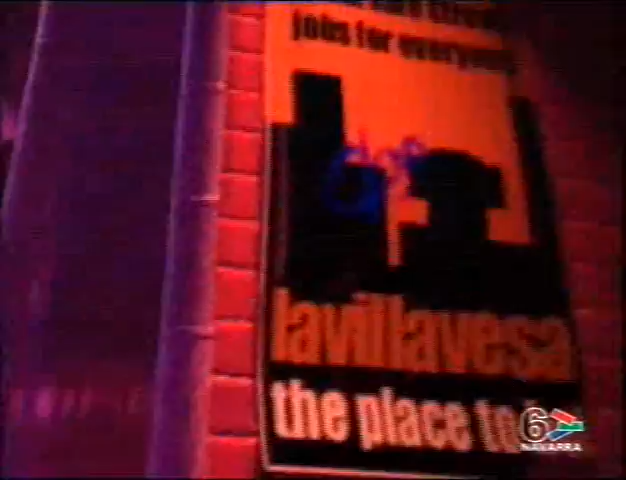 jobs for everyone
lavillavesa
the place to
6
NAVARRA